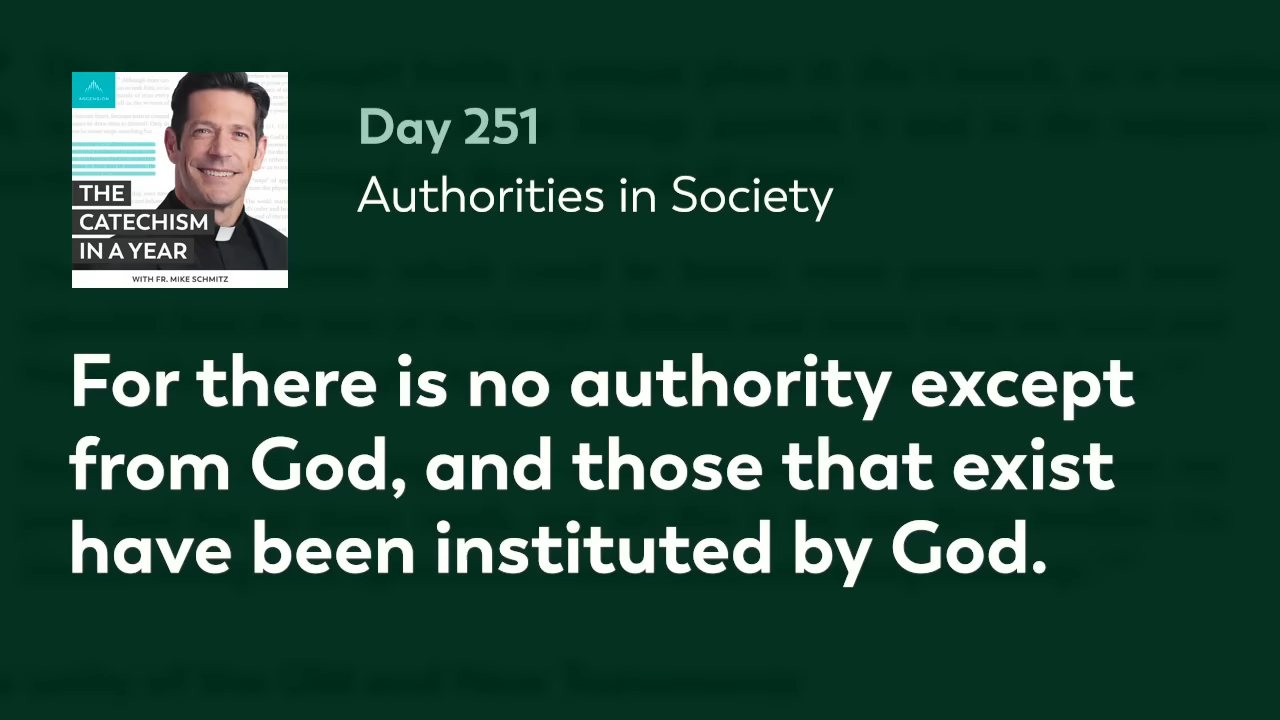 ASCENSION
THE
CATECHISM
IN A YEAR
WITH FR. MIKE SCHMITZ
Day 251
Authorities in Society
For there is no authority except
from God, and those that exist
have been instituted by God.